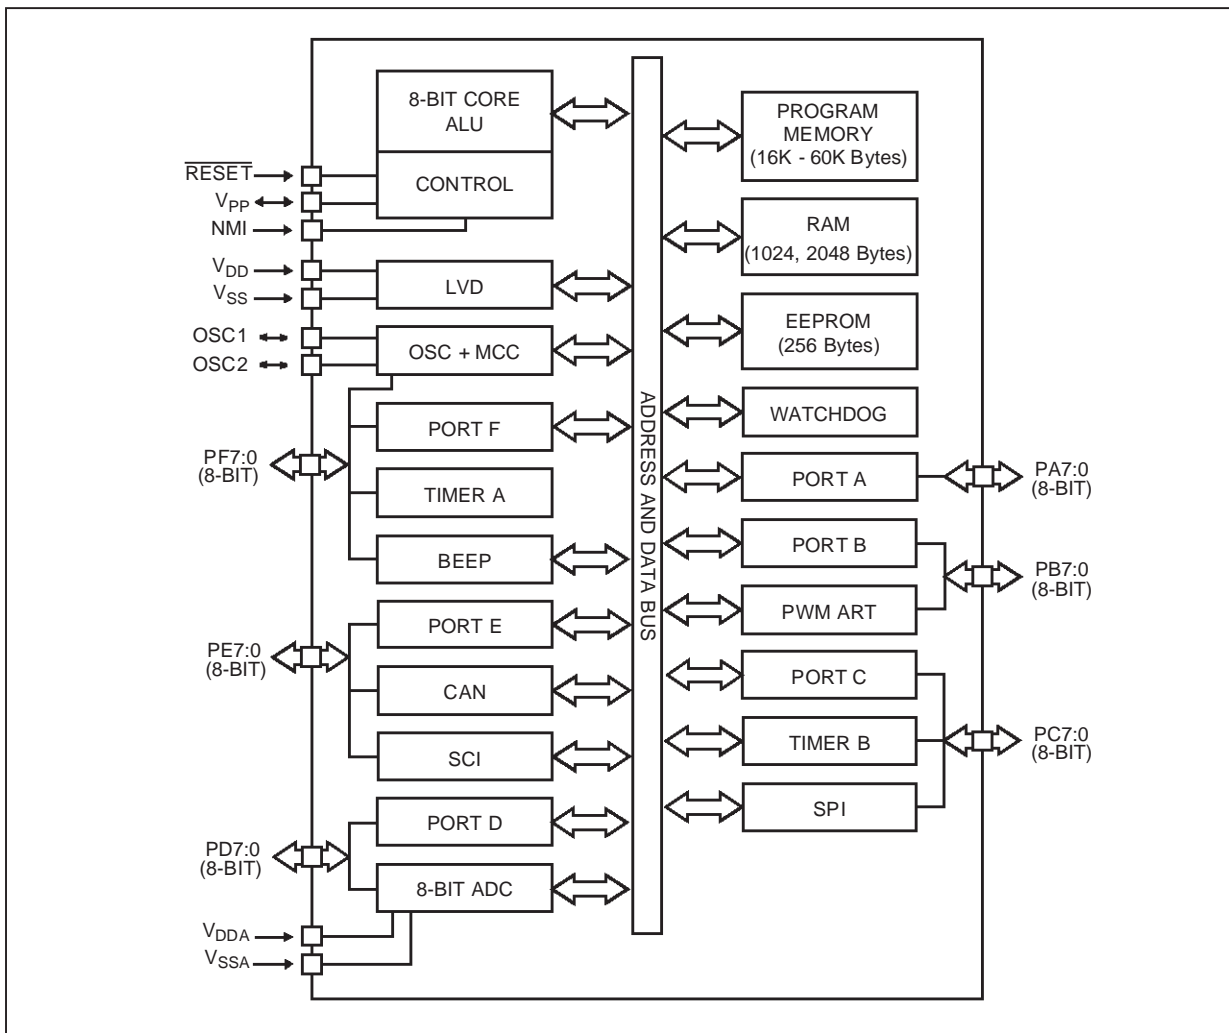 8-BIT CORE
ALU
CONTROL
RESET
VPP
NMI
VDD
VSS
LVD
OSC1
OSC2
OSC + MCC
PF7:0
(8-BIT)
PORT F
TIMER A
BEEP
PE7:0
(8-BIT)
PORT E
CAN
SCI
PD7:0
(8-BIT)
PORT D
8-BIT ADC
VDDA
VSSA
ADDRESS AND DATA BUS
PROGRAM
MEMORY
(16K - 60K Bytes)
RAM
(1024, 2048 Bytes)
EEPROM
(256 Bytes)
WATCHDOG
PORT A
PA7:0
(8-BIT)
PORT B
PWM ART
PB7:0
(8-BIT)
PORT C
TIMER B
SPI
PC7:0
(8-BIT)